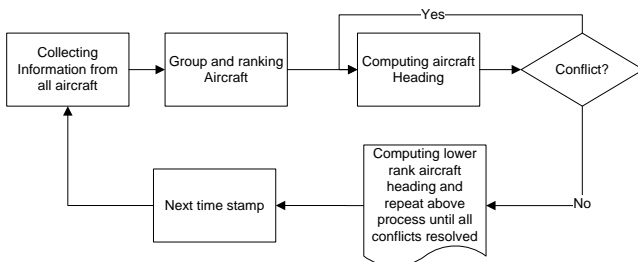 Yes
Collecting
Information from
all aircraft
Group and ranking
Aircraft
Computing aircraft
Heading
Conflict?
No
Computing lower
rank aircraft
heading and
repeat above
process until all
conflicts resolved
Next time stamp